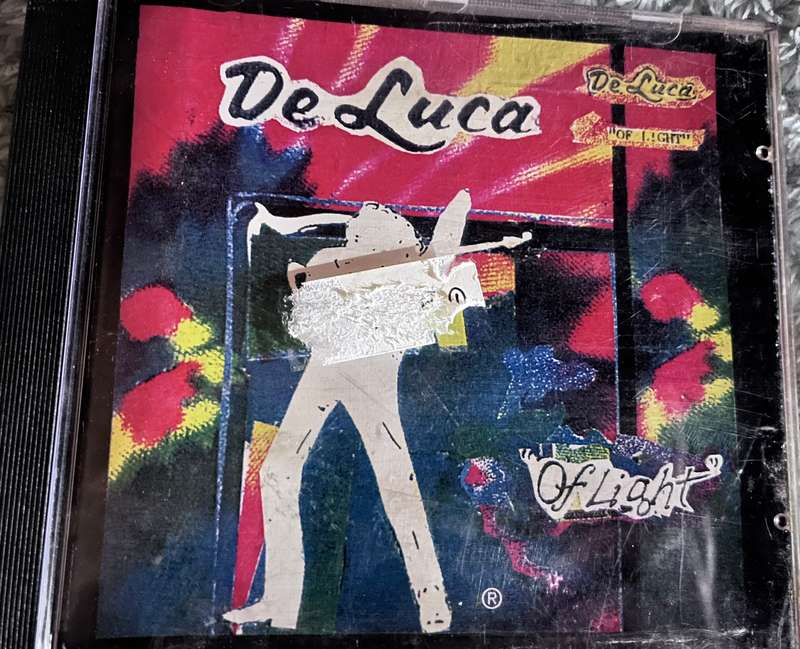 De Luca
De Luca
"OF LIGHT"
"Of Light"
®